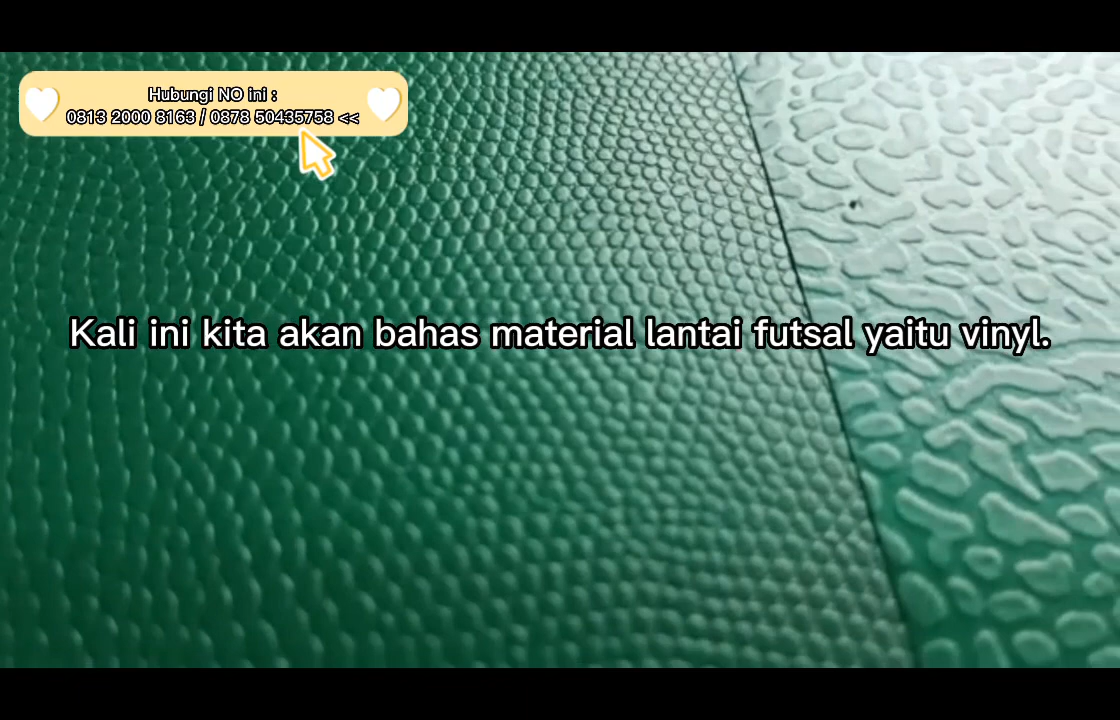 Hubungi NO ini :
0813 2000 8163 / 0878 50435758 <<
Kali ini kita akan bahas material lantai futsal yaitu vinyl.